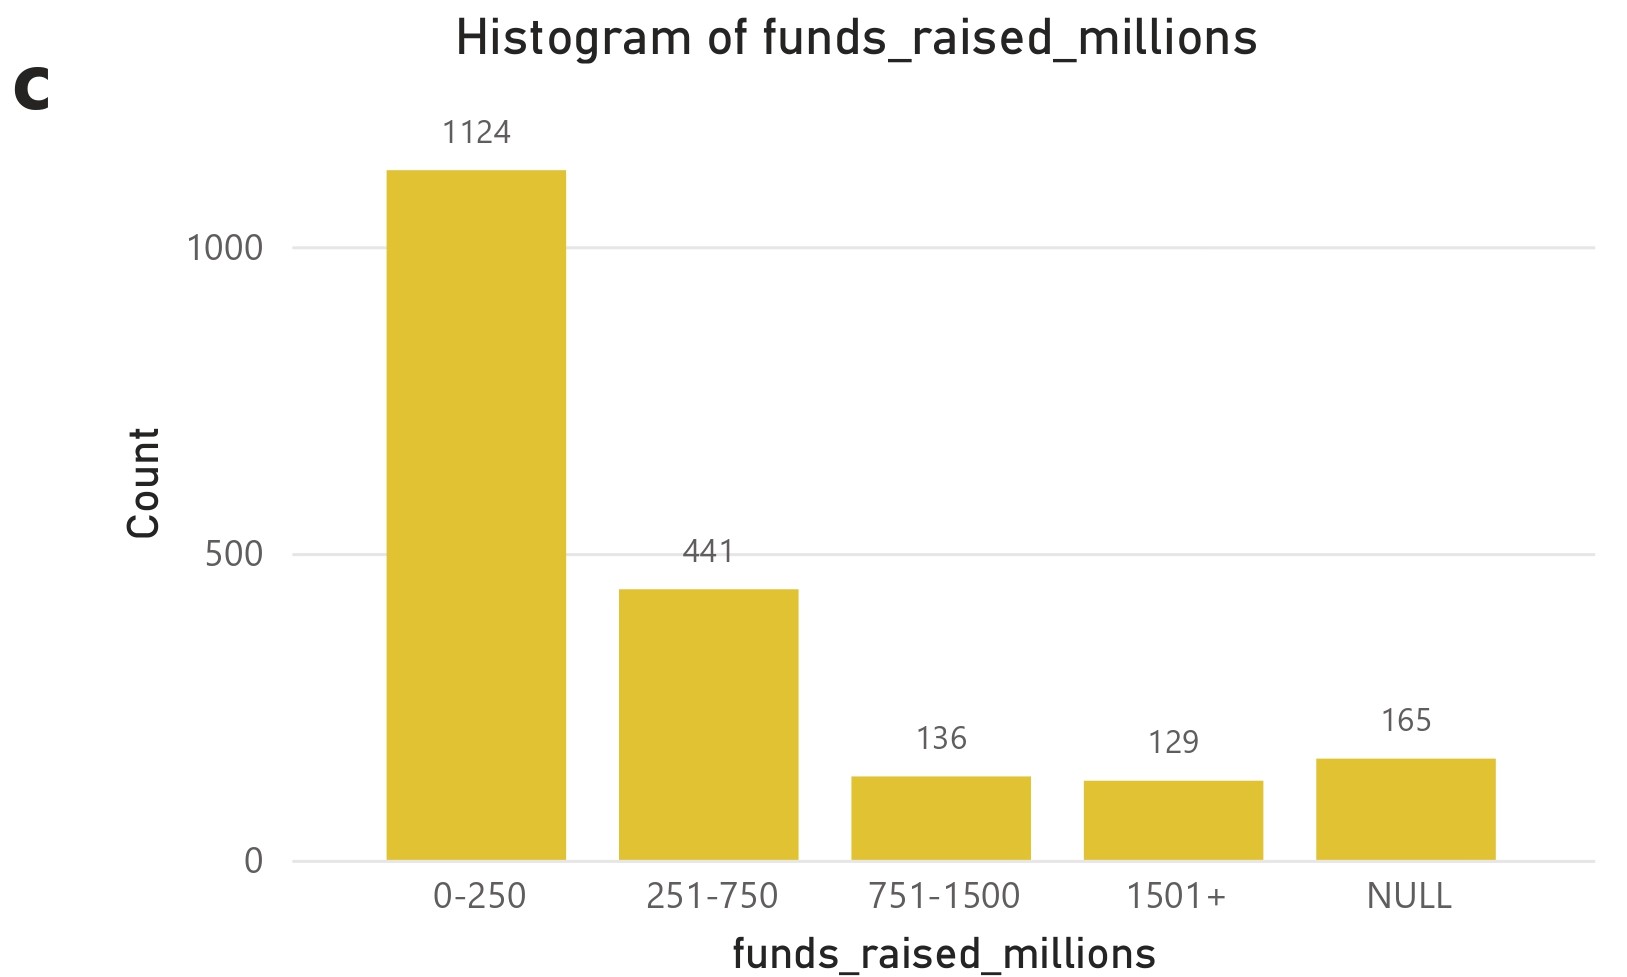 Histogram of funds_raised_millions
c
1124
1000
441
500
136
129
165
0
0-250 251-750 751-1500 1501+ NULL
Count
funds_raised_millions